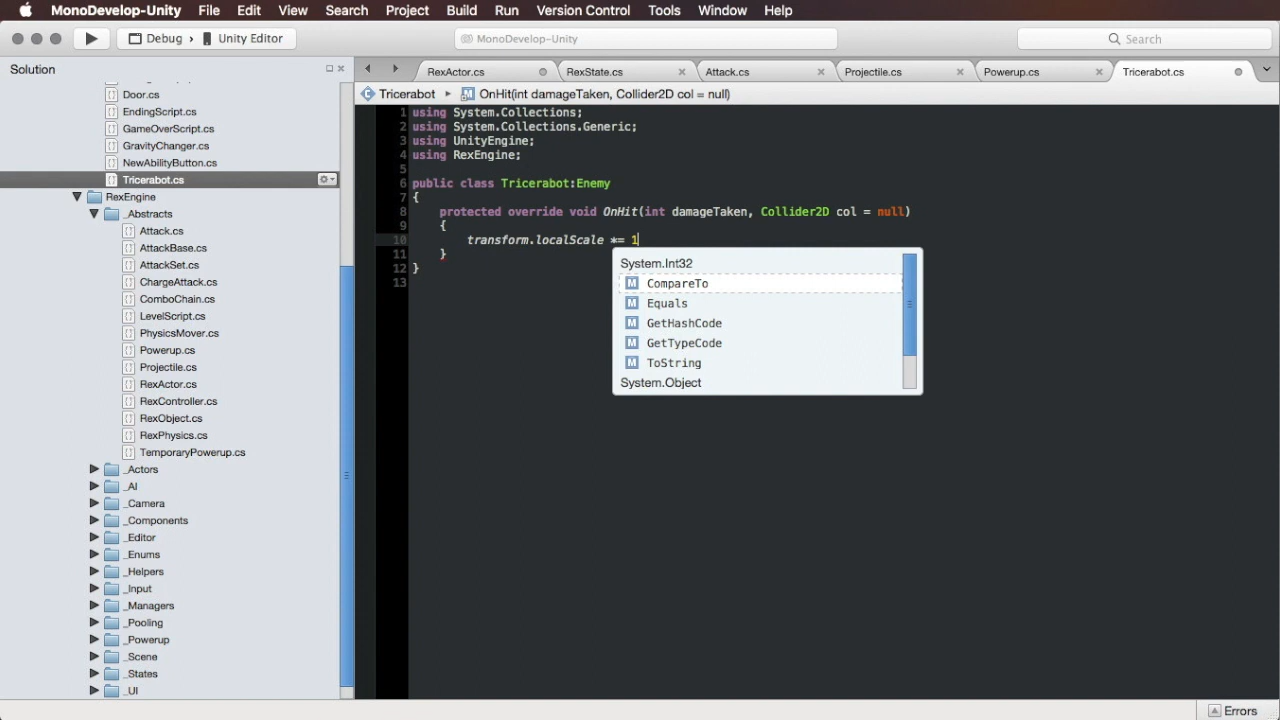 MonoDevelop-Unity File Edit View Search Project Build Run Version Control Tools Window Help
Debug › Unity Editor
MonoDevelop-Unity
Search
Solution
RexActor.cs
RexState.cs
Attack.cs
Projectile.cs
Powerup.cs
Tricerabot.cs
Tricerabot
OnHit(int damageTaken, Collider2D col = null)
Door.cs
EndingScript.cs
GameOverScript.cs
GravityChanger.cs
NewAbilityButton.cs
Tricerabot.cs
RexEngine
_Abstracts
Attack.cs
AttackBase.cs
AttackSet.cs
ChargeAttack.cs
ComboChain.cs
LevelScript.cs
PhysicsMover.cs
Powerup.cs
Projectile.cs
RexActor.cs
RexController.cs
RexObject.cs
RexPhysics.cs
TemporaryPowerup.cs
_Actors
_AI
_Camera
_Components
_Editor
_Enums
_Helpers
_Input
_Managers
_Pooling
_Powerup
_Scene
_States
_UI
1 using System.Collections;
2 using System.Collections.Generic;
3 using UnityEngine;
4 using RexEngine;
5
6 public class Tricerabot:Enemy
7 {
8 protected override void OnHit(int damageTaken, Collider2D col = null)
9 {
10 transform.localScale *= 1
11 }
12 }
13
System.Int32
M CompareTo
M Equals
M GetHashCode
M GetTypeCode
M ToString
System.Object
Errors